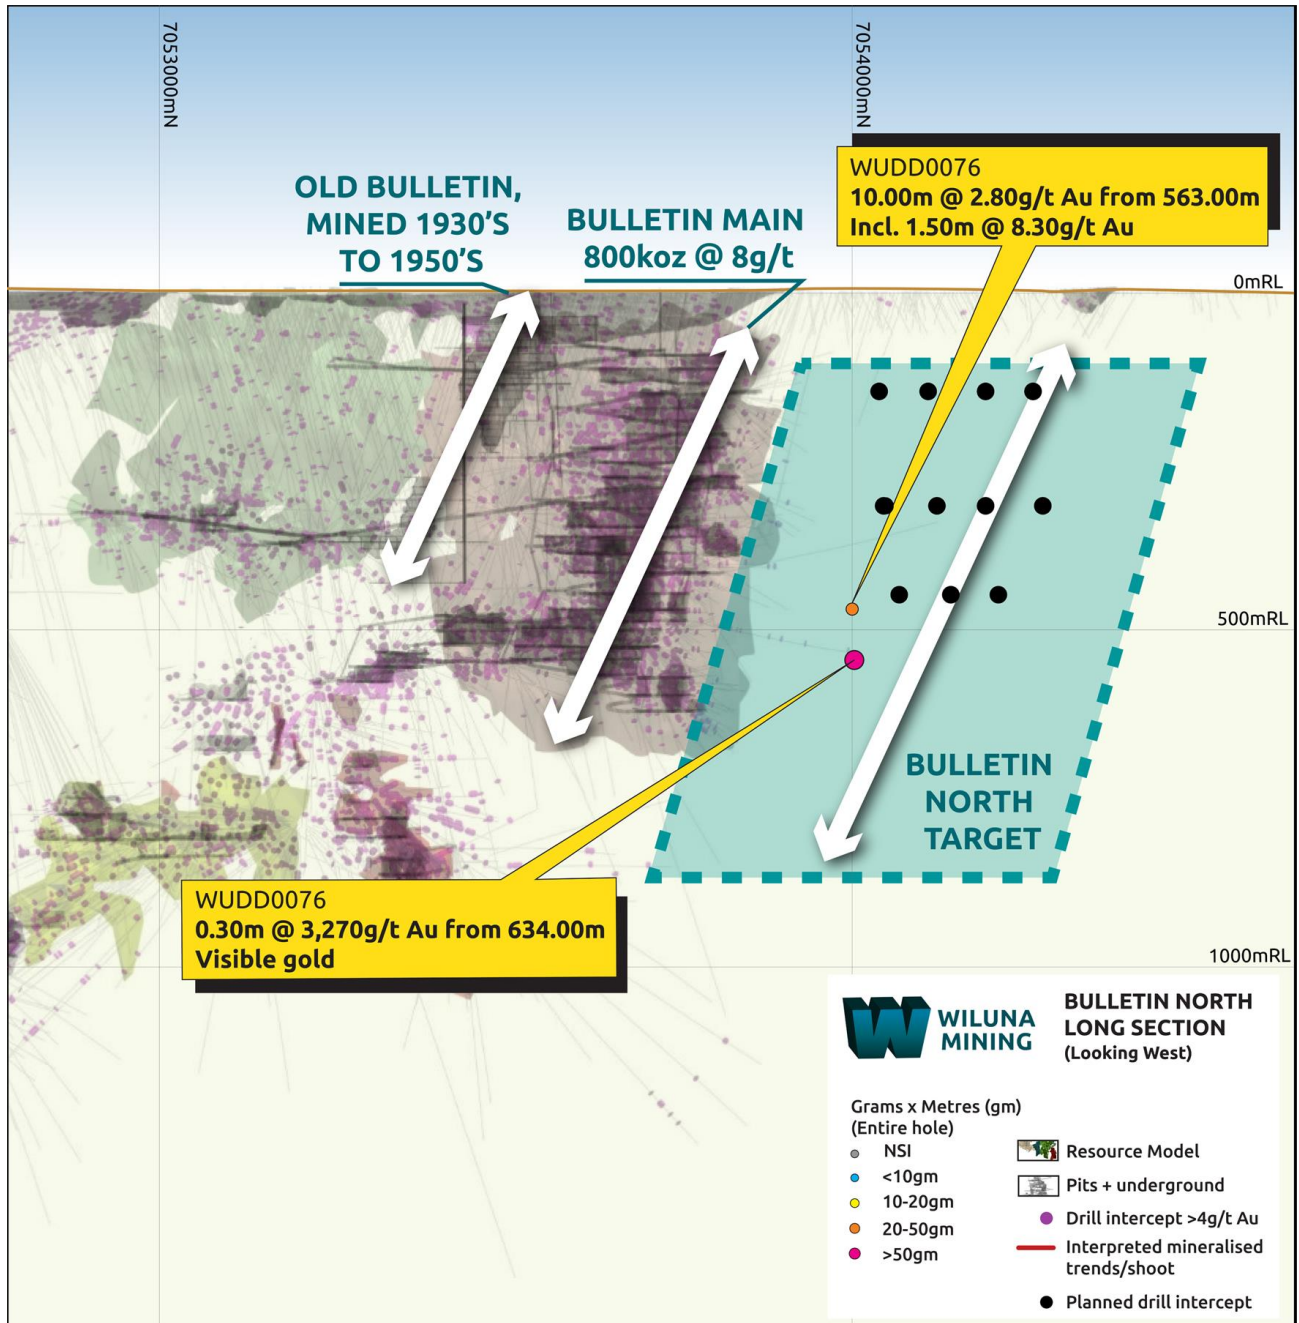 7053000mN
7054000mN
WUDD0076
10.00m @ 2.80g/t Au from 563.00m
Incl. 1.50m @ 8.30g/t Au
OLD BULLETIN,
MINED 1930'S
TO 1950'S
BULLETIN MAIN
800koz @ 8g/t
0mRL
500mRL
BULLETIN
NORTH
TARGET
WUDD0076
0.30m @ 3,270g/t Au from 634.00m
Visible gold
1000mRL
W
WILUNA
MINING
BULLETIN NORTH
LONG SECTION
(Looking West)
Grams x Metres (gm)
(Entire hole)
NSI
<10gm
10-20gm
20-50gm
>50gm
Resource Model
Pits + underground
Drill intercept >4g/t Au
Interpreted mineralised
trends/shoot
Planned drill intercept